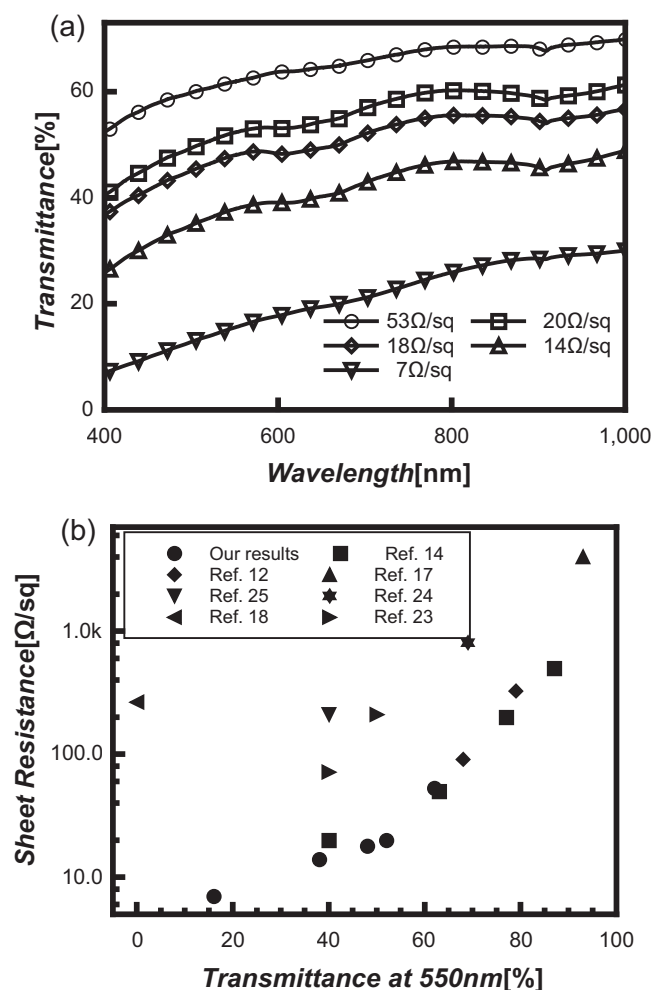 (a)
Transmittance[%]
60
40
20
0
53Ω/sq 20Ω/sq
18Ω/sq 14Ω/sq
7Ω/sq
400 600 800 1,000
Wavelength[nm]
(b)
Sheet Resistance[Ω/sq]
Our results Ref. 14
Ref. 12 Ref. 17
Ref. 25 Ref. 24
Ref. 18 Ref. 23
1.0k
100.0
10.0
0 20 40 60 80 100
Transmittance at 550nm[%]